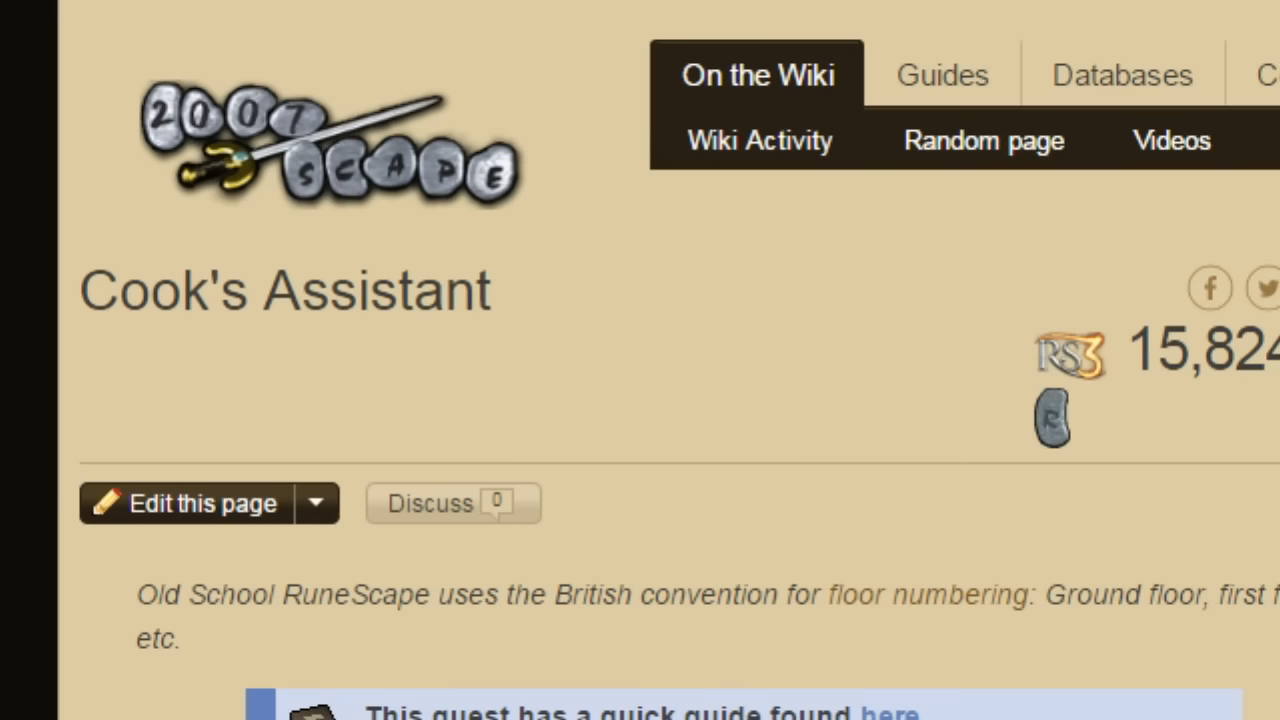 2007
SCAPE
On the Wiki
Guides
Databases
Wiki Activity
Random page
Videos
Cook's Assistant
RS3
15,824
R
Edit this page
Discuss 0
Old School RuneScape uses the British convention for floor numbering: Ground floor, first
etc.
This quest has a quick guide found here